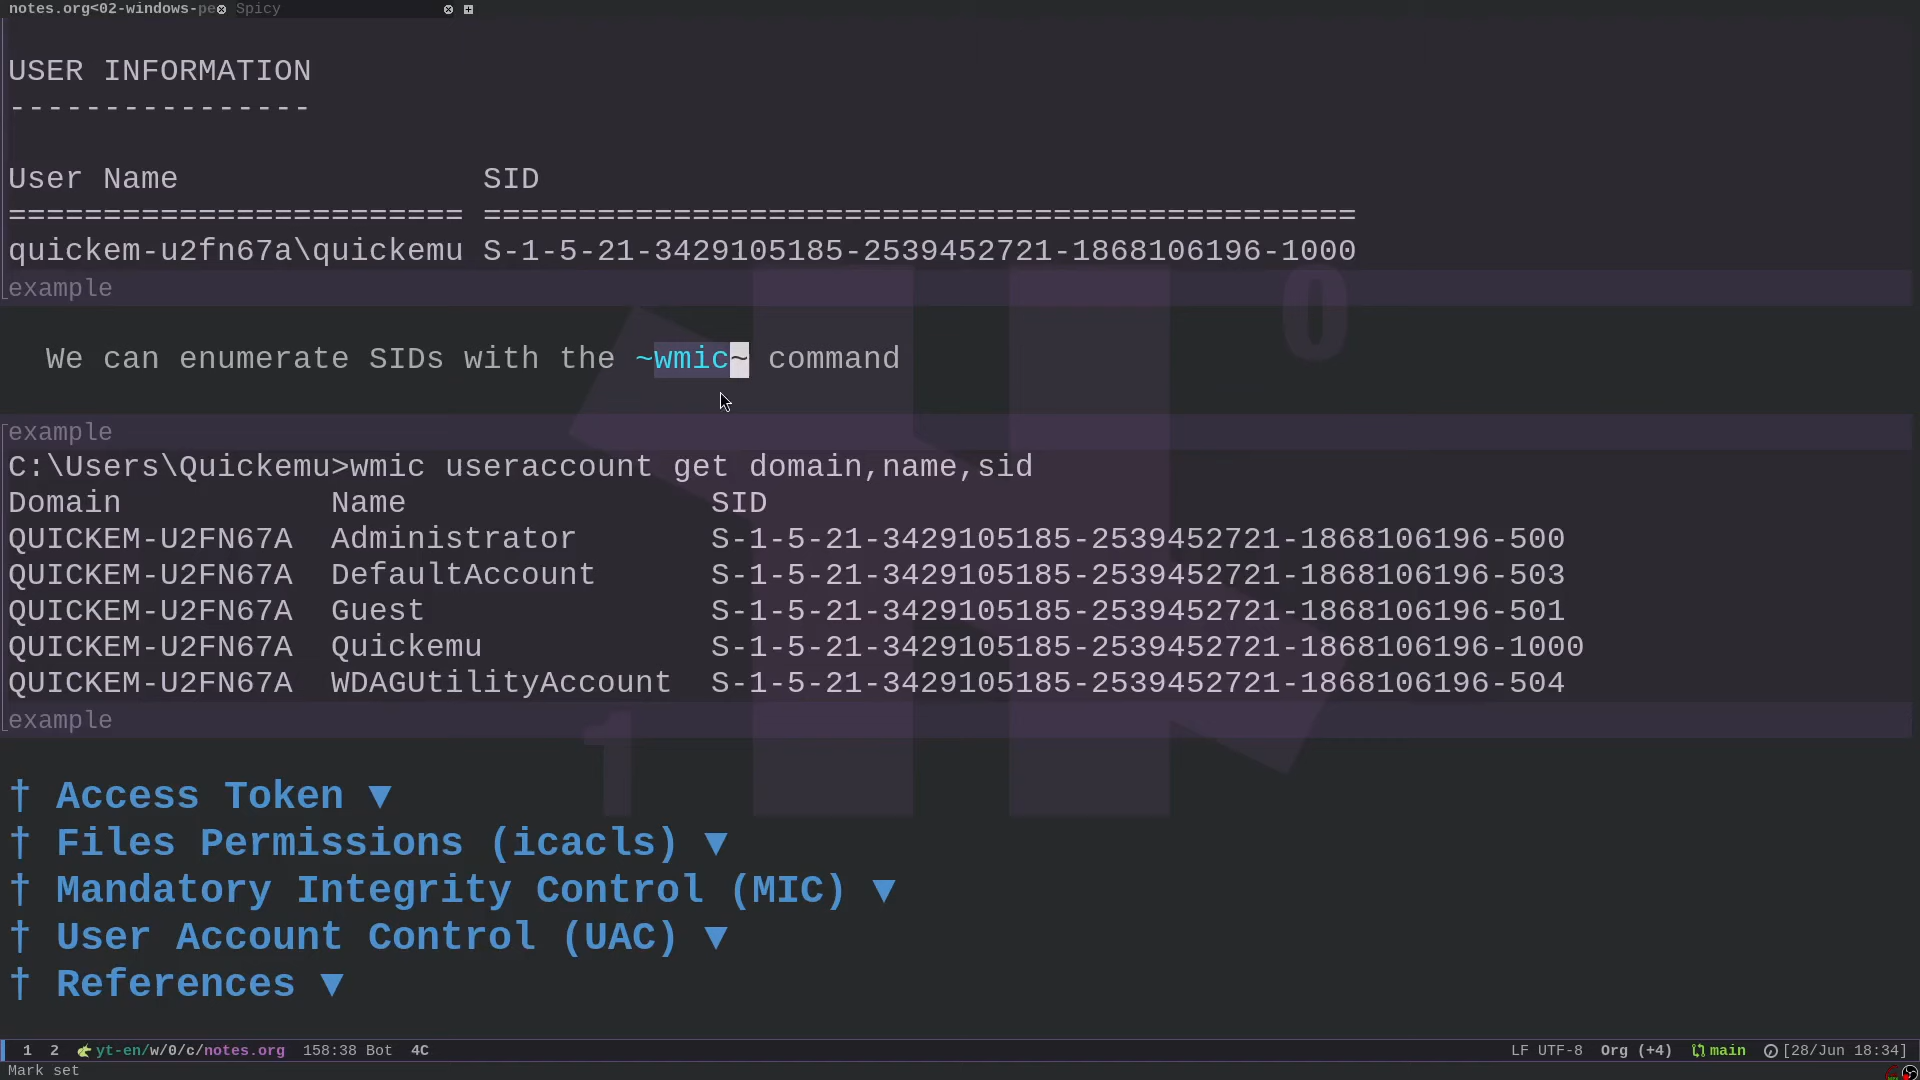 notes.org<02-windows-pe Spicy
USER INFORMATION
----------------
User Name SID
======================== ==============================================
quickem-u2fn67a\quickemu S-1-5-21-3429105185-2539452721-1868106196-1000
example
We can enumerate SIDs with the ~wmic~ command
example
C:\Users\Quickemu>wmic useraccount get domain,name,sid
Domain Name SID
QUICKEM-U2FN67A Administrator S-1-5-21-3429105185-2539452721-1868106196-500
QUICKEM-U2FN67A DefaultAccount S-1-5-21-3429105185-2539452721-1868106196-503
QUICKEM-U2FN67A Guest S-1-5-21-3429105185-2539452721-1868106196-501
QUICKEM-U2FN67A Quickemu S-1-5-21-3429105185-2539452721-1868106196-1000
QUICKEM-U2FN67A WDAGUtilityAccount S-1-5-21-3429105185-2539452721-1868106196-504
example
† Access Token ▼
† Files Permissions (icacls) ▼
† Mandatory Integrity Control (MIC) ▼
† User Account Control (UAC) ▼
† References ▼
1 2 yt-en/w/0/c/notes.org 158:38 Bot 4C LF UTF-8 Org (+4) main [28/Jun 18:34]
Mark set
0
1